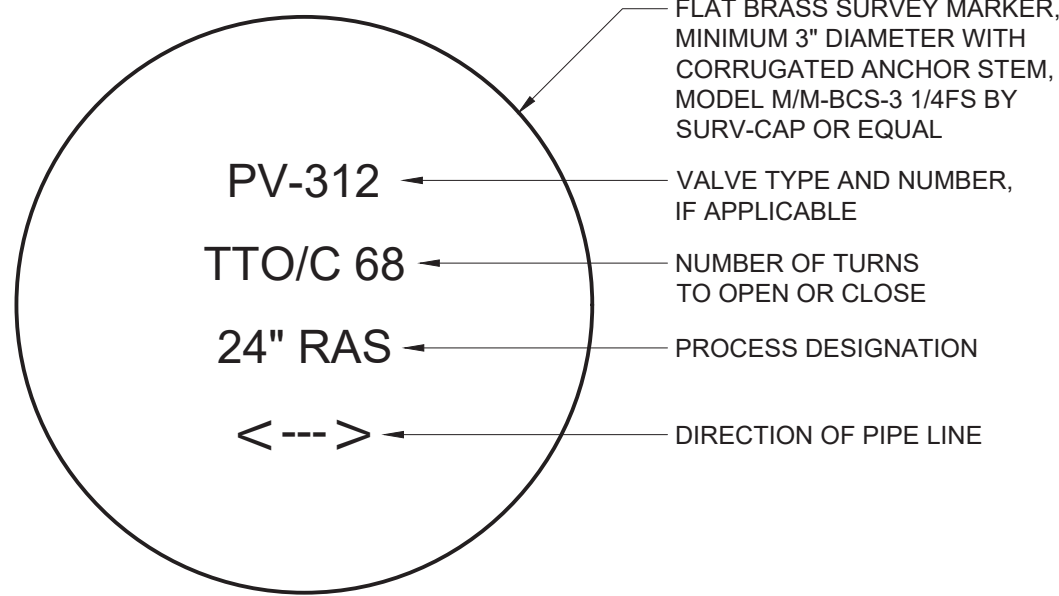 FLAT BRASS SURVEY MARKER,
MINIMUM 3" DIAMETER WITH
CORRUGATED ANCHOR STEM,
MODEL M/M-BCS-3 1/4FS BY
SURV-CAP OR EQUAL
PV-312
VALVE TYPE AND NUMBER,
IF APPLICABLE
TTO/C 68
NUMBER OF TURNS
TO OPEN OR CLOSE
24" RAS
PROCESS DESIGNATION
<--->
DIRECTION OF PIPE LINE